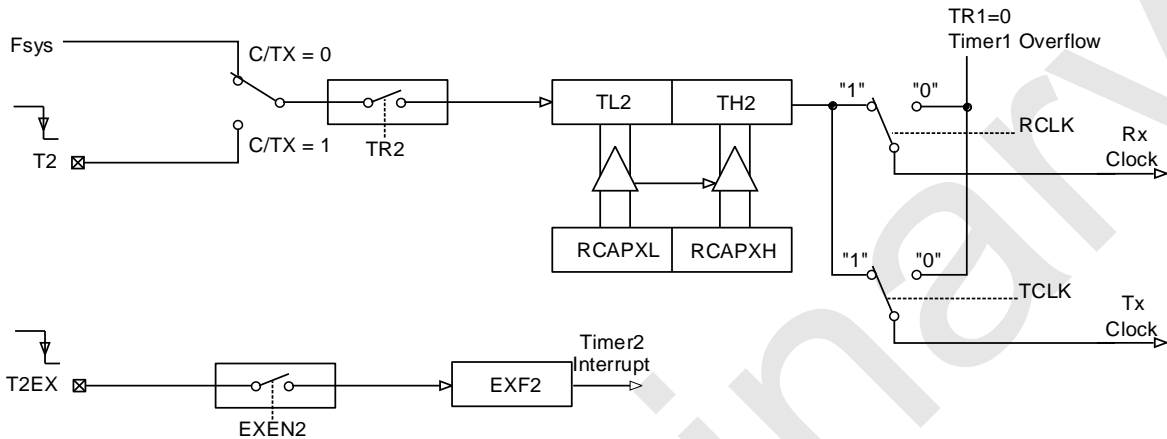 TR1=0
Timer1 Overflow
Fsys
C/TX = 0
T2
C/TX = 1
TR2
TL2
TH2
RCAPXL
RCAPXH
"1"
"0"
RCLK
Rx
Clock
"1"
"0"
TCLK
Tx
Clock
T2EX
EXEN2
EXF2
Timer2
Interrupt